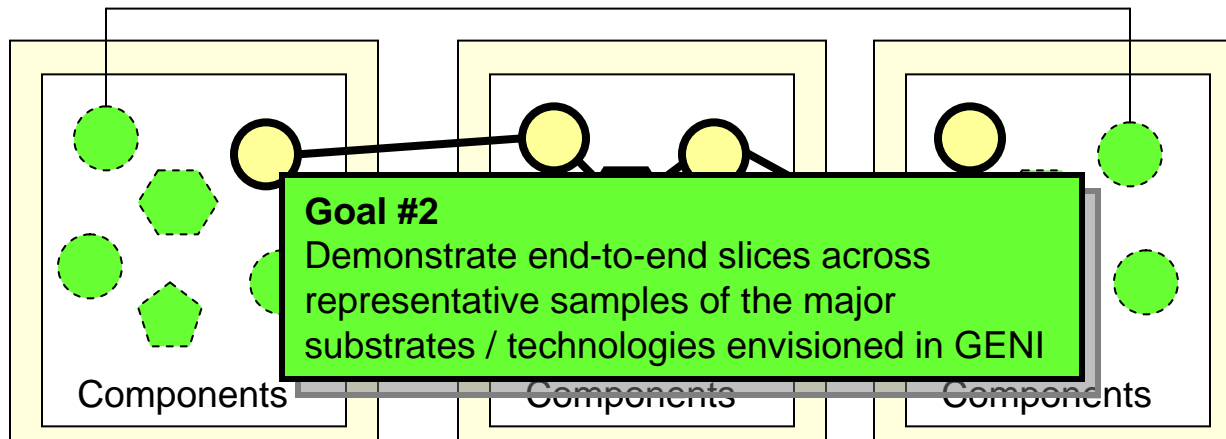 Goal #2
Demonstrate end-to-end slices across
representative samples of the major
substrates / technologies envisioned in GENI
Components
Components
Components